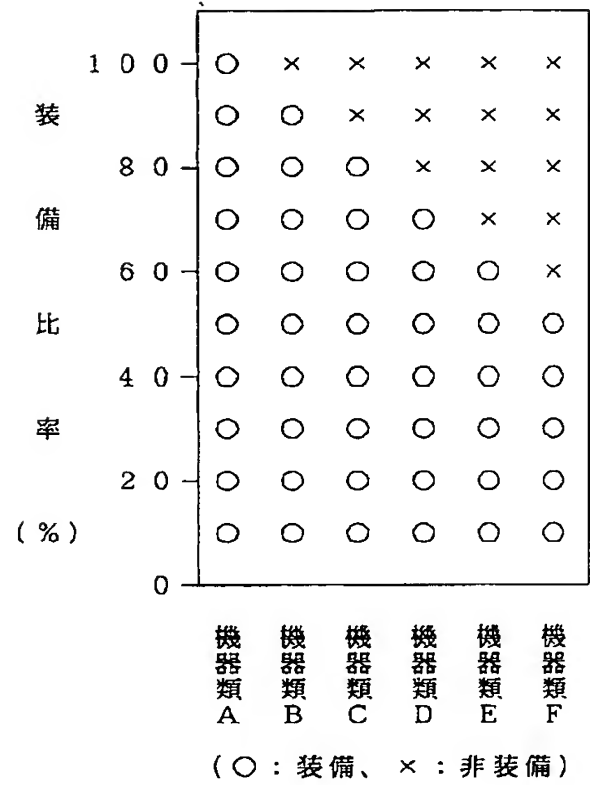 100 ○ × × × × ×
装 ○ ○ × × × ×
80 ○ ○ ○ × × ×
備 ○ ○ ○ ○ × ×
60 ○ ○ ○ ○ ○ ×
比 ○ ○ ○ ○ ○ ○
40 ○ ○ ○ ○ ○ ○
率 ○ ○ ○ ○ ○ ○
20 ○ ○ ○ ○ ○ ○
(%) ○ ○ ○ ○ ○ ○
0
機器類A 機器類B 機器類C 機器類D 機器類E 機器類F
(○:装備、×:非装備)